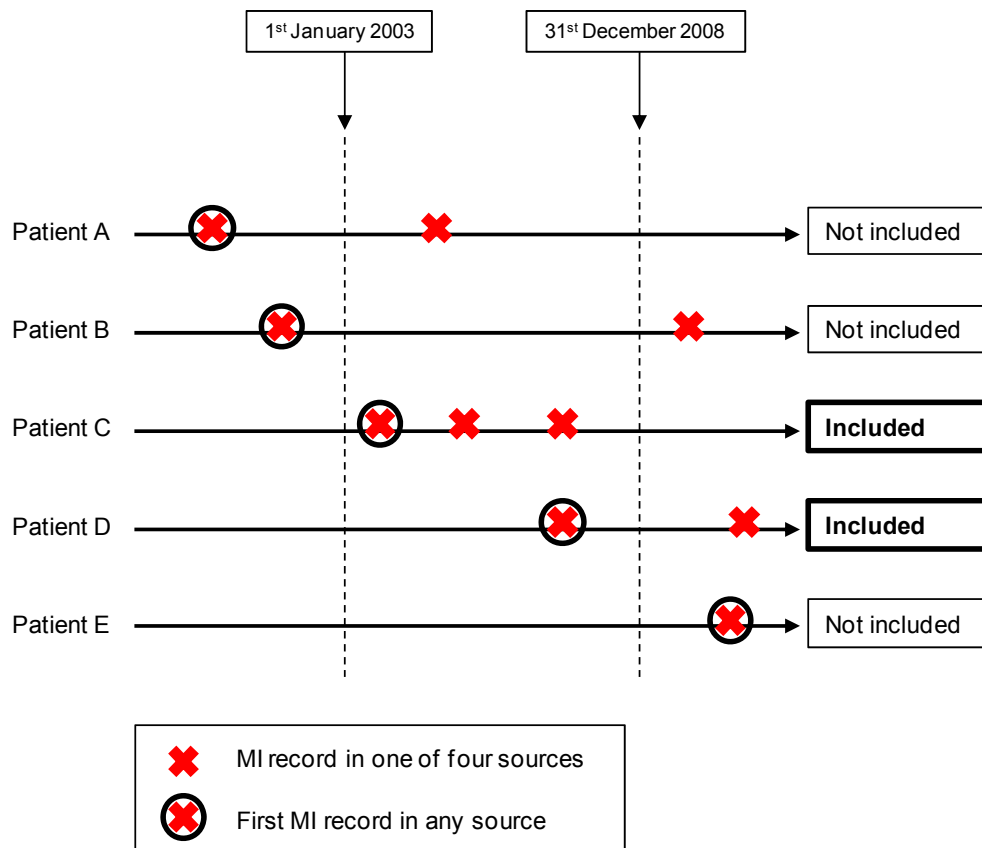 1st January 2003
31st December 2008
Patient A
Not included
Patient B
Not included
Patient C
Included
Patient D
Included
Patient E
Not included
MI record in one of four sources
First MI record in any source